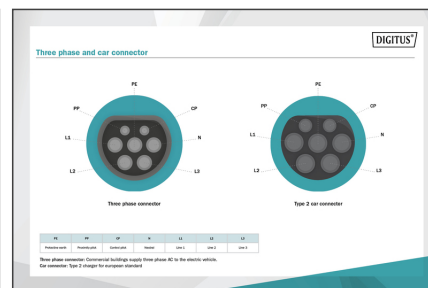 DIGITUS®
Three phase and car connector
PE
PP
CP
L1
N
L2
L3
Three phase connector
PE
PP
CP
L1
N
L2
L3
Type 2 car connector
PE PP CP N L1 L2 L3
Protective earth Proximity pilot Control pilot Neutral Line 1 Line 2 Line 3
Three phase connector: Commercial buildings supply three phase AC to the electric vehicle.
Car connector: Type 2 charger for european standard